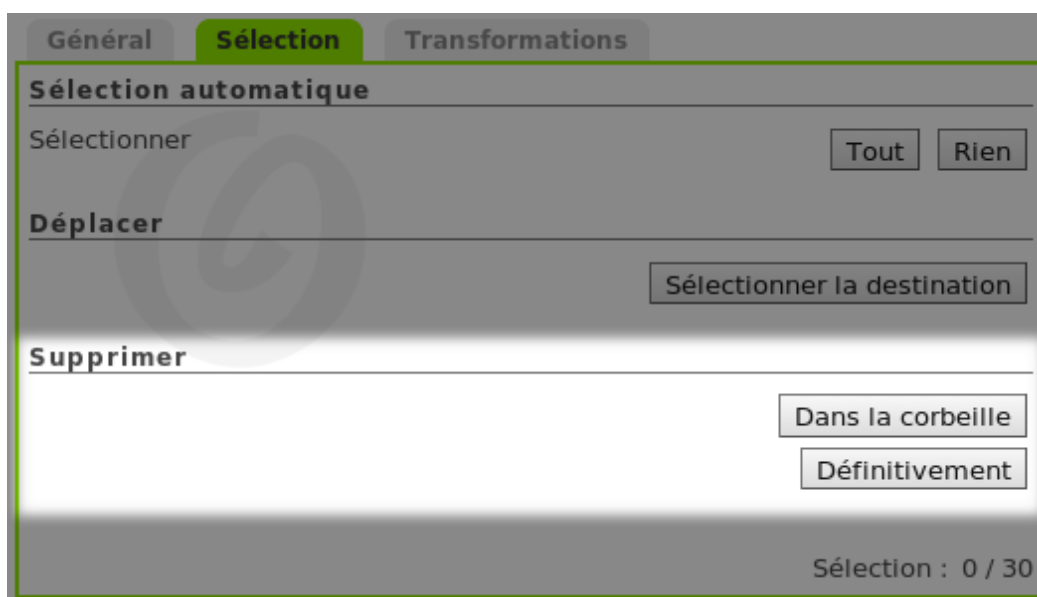 Général Sélection Transformations
Sélection automatique
Sélectionner Tout Rien
Déplacer
Sélectionner la destination
Supprimer
Dans la corbeille
Définitivement
Sélection : 0 / 30